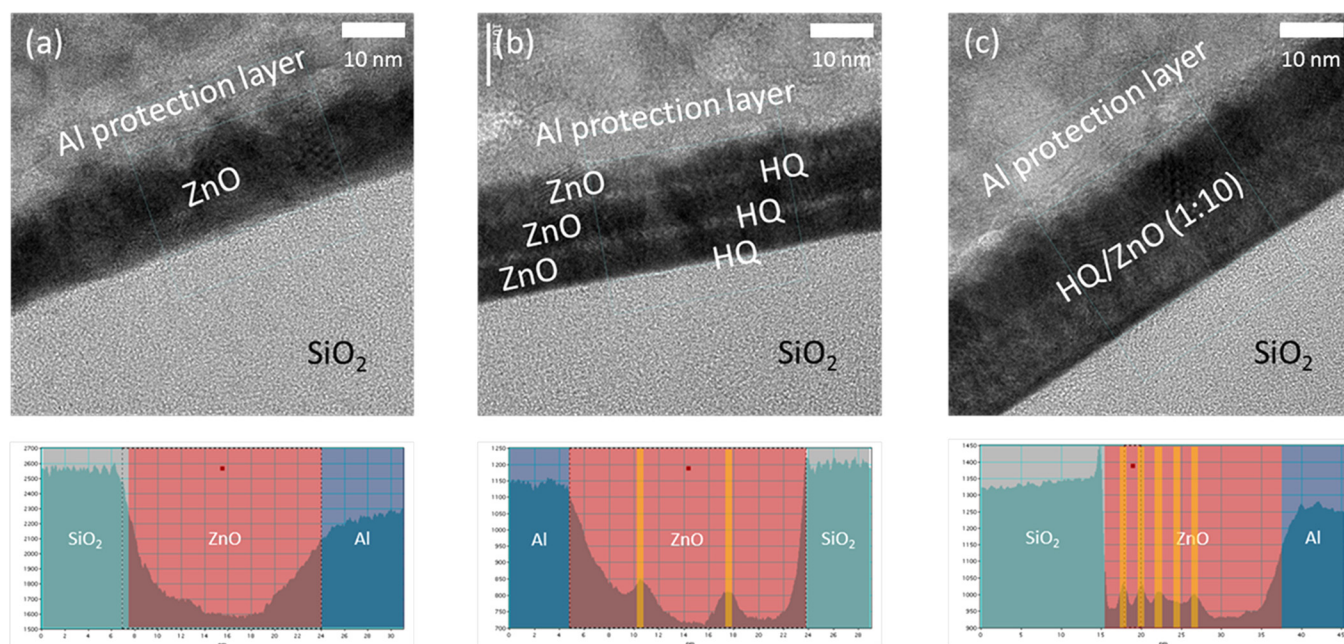 (a)
10 nm
Al protection layer
ZnO
SiO₂
(b)
10 nm
Al protection layer
ZnO
HQ
ZnO
HQ
ZnO
HQ
SiO₂
(c)
10 nm
Al protection layer
HQ/ZnO (1:10)
SiO₂
2700
2600
2500
2400
2300
2200
2100
2000
1900
1800
1700
1600
1500
SiO₂
ZnO
Al
0 2 4 6 8 10 12 14 16 18 20 22 24 26 28 30
1250
1200
1150
1100
1050
1000
950
900
850
800
750
700
Al
ZnO
SiO₂
0 2 4 6 8 10 12 14 16 18 20 22 24 26 28
1450
1400
1350
1300
1250
1200
1150
1100
1050
1000
950
900
SiO₂
ZnO
Al
0 5 10 15 20 25 30 35 40